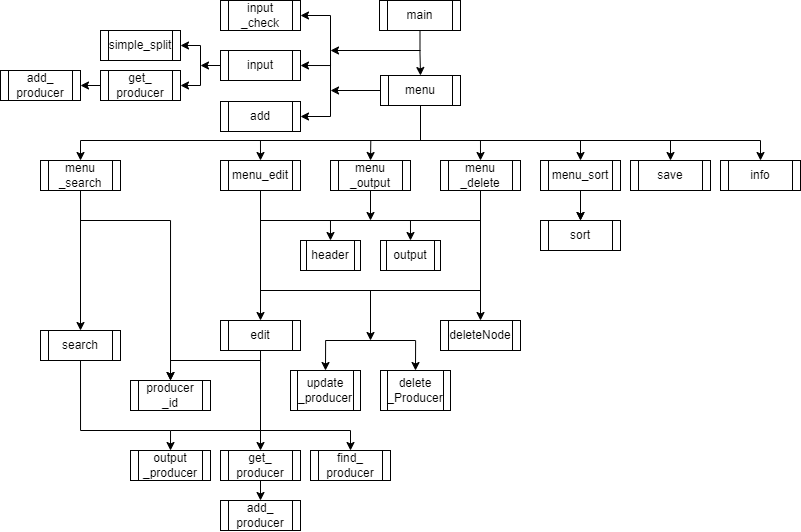 input
_check
main
simple_split
input
add_
producer
get_
producer
menu
add
menu
_search
menu_edit
menu
_output
menu
_delete
menu_sort
save
info
header
output
sort
search
edit
deleteNode
producer
_id
update
_producer
delete
_Producer
output
_producer
get_
producer
find_
producer
add_
producer